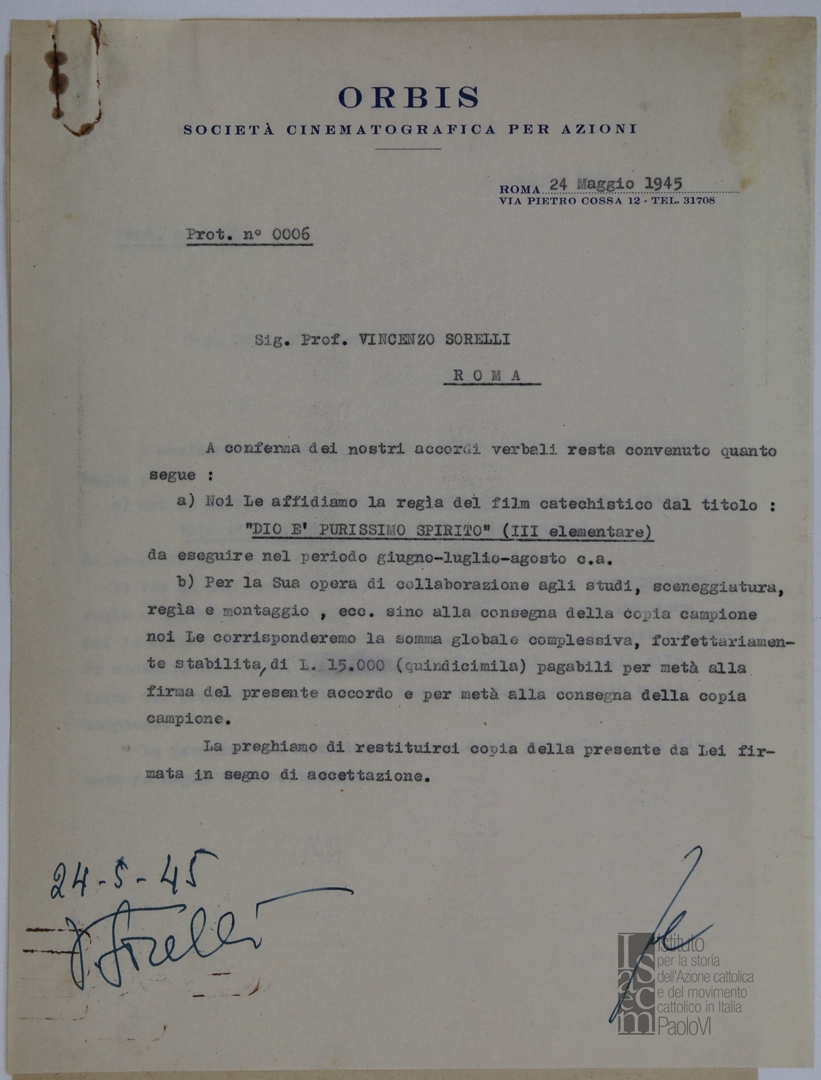 ORBIS
SOCIETÀ CINEMATOGRAFICA PER AZIONI
ROMA 24 Maggio 1945
VIA PIETRO COSSA 12 - TEL. 31708
Prot. n° 0006
Sig. Prof. VINCENZO SORELLI
R O M A
A conferma dei nostri accordi verbali resta convenuto quanto
segue :
a) Noi Le affidiamo la regìa del film catechistico dal titolo :
"DIO E' PURISSIMO SPIRITO" (III elementare)
da eseguire nel periodo giugno-luglio-agosto c.a.
b) Per la Sua opera di collaborazione agli studi, sceneggiatura,
regìa e montaggio , ecc. sino alla consegna della copia campione
noi Le corrisponderemo la somma globale complessiva, forfettariamen-
te stabilita, di L. 15.000 (quindicimila) pagabili per metà alla
firma del presente accordo e per metà alla consegna della copia
campione.
La preghiamo di restituirci copia della presente da Lei fir-
mata in segno di accettazione.
24-5-45
V. Sorelli
Isacem
Istituto
per la storia
dell'Azione cattolica
e del movimento
cattolico in Italia
PaoloVI